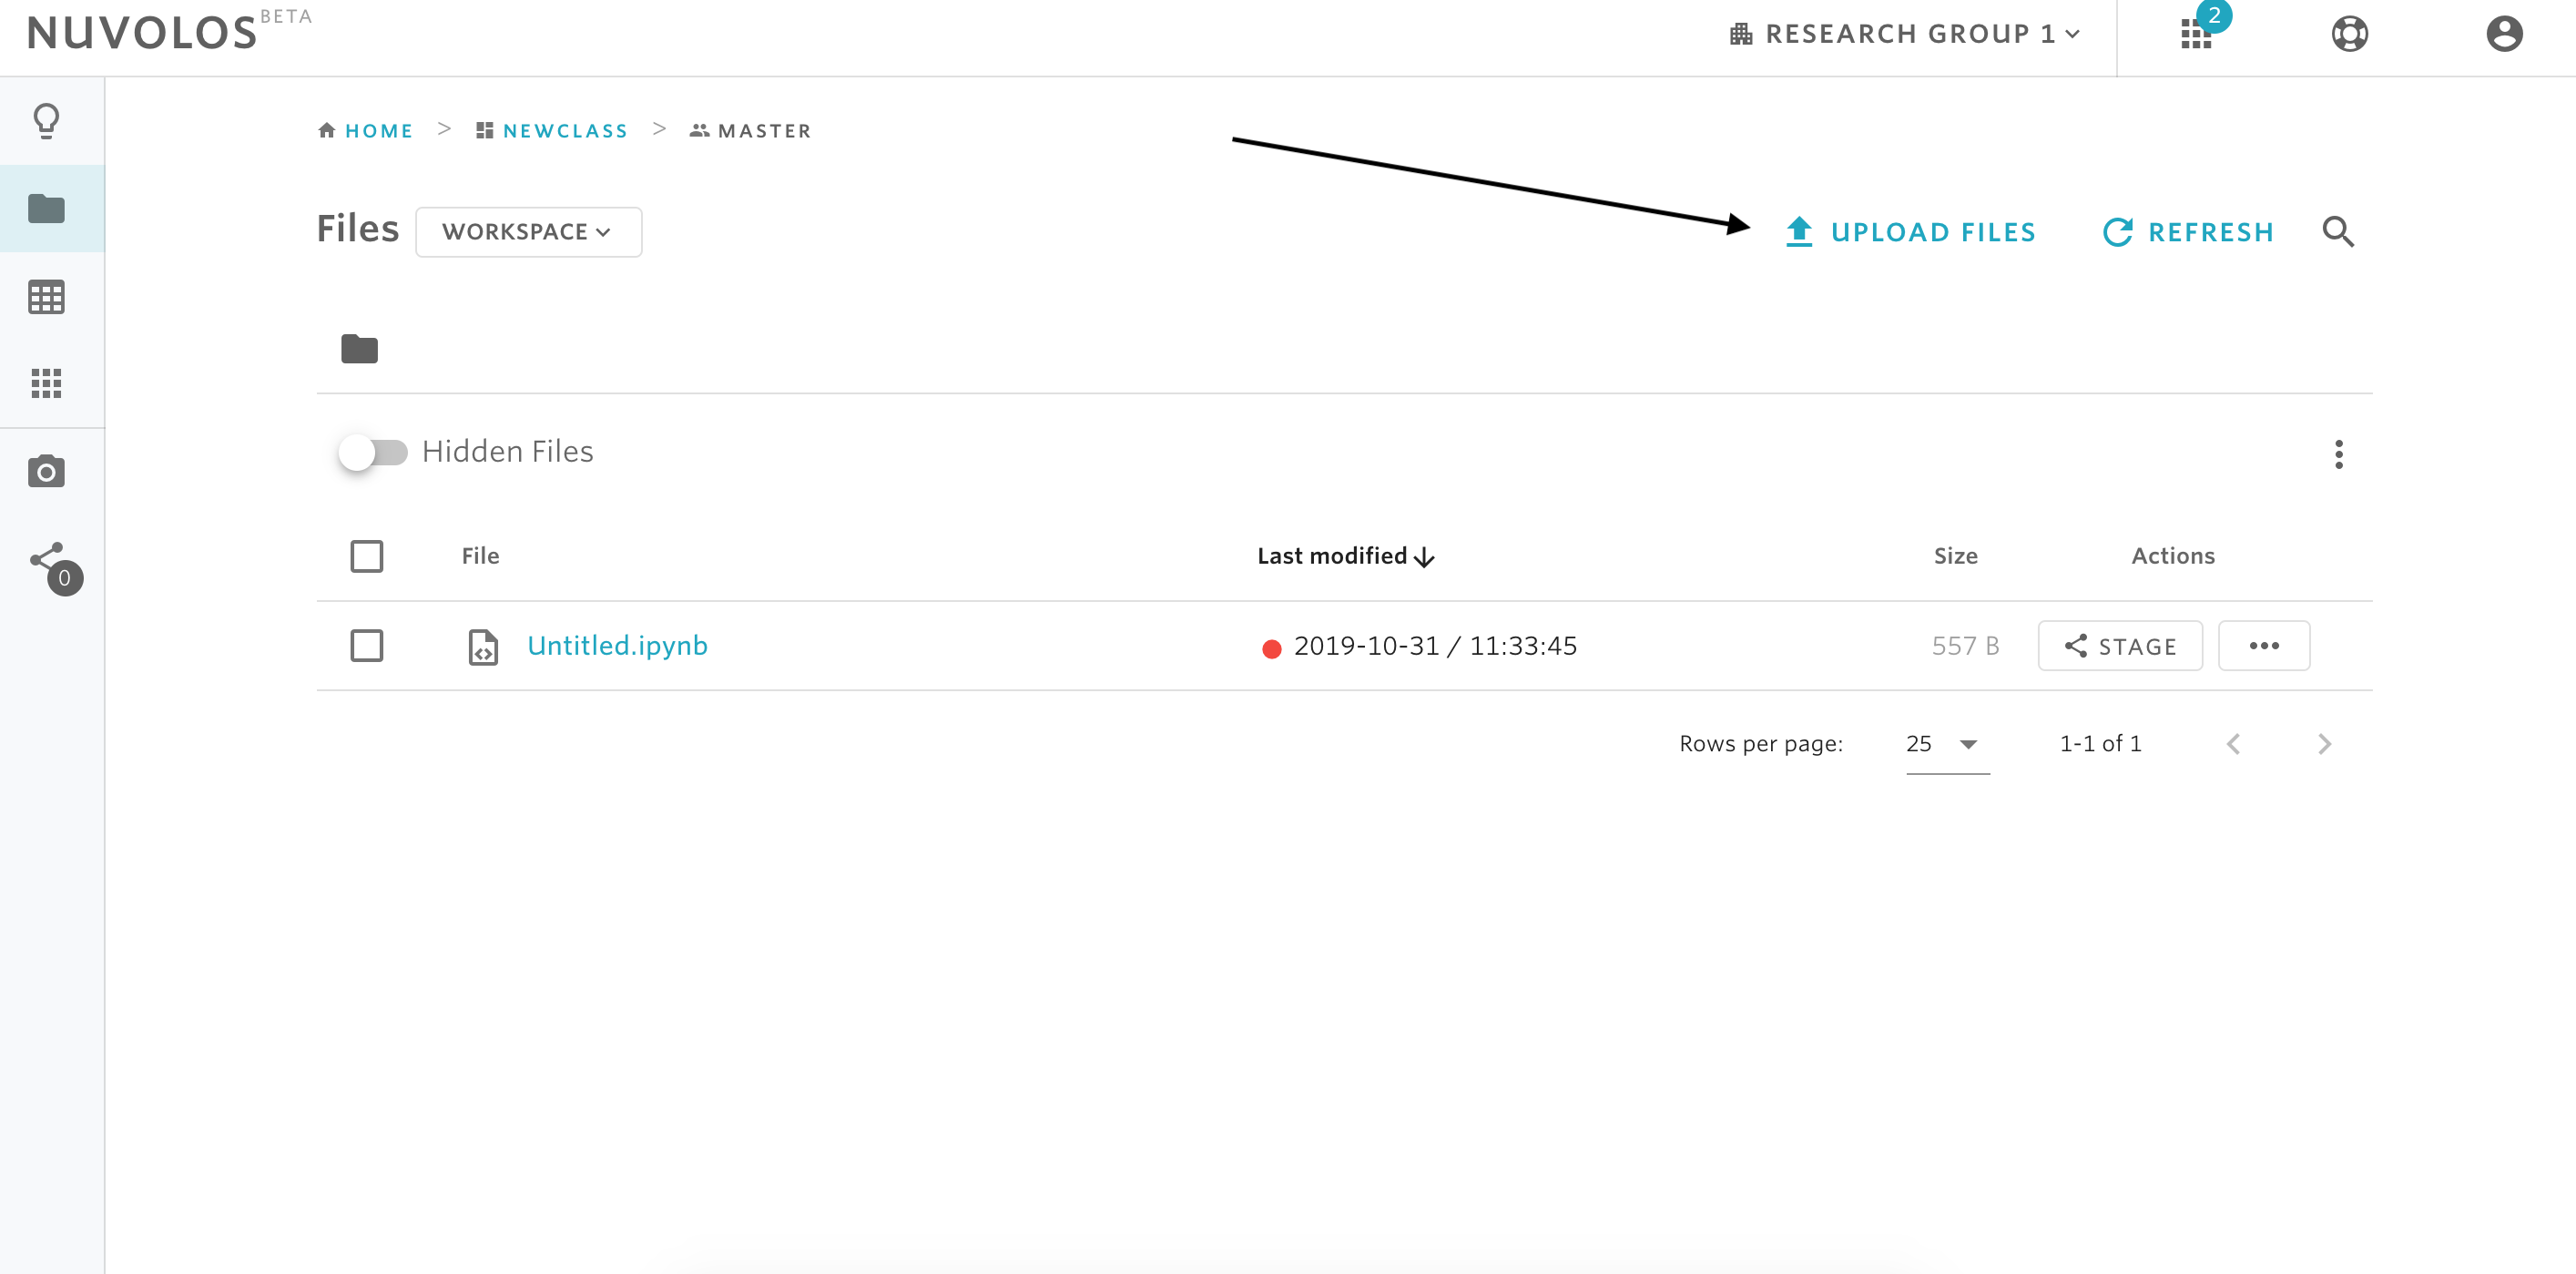 NUVOLOS BETA
RESEARCH GROUP 1
2
HOME > NEWCLASS > MASTER
Files WORKSPACE
UPLOAD FILES REFRESH
Hidden Files
File Last modified Size Actions
0
Untitled.ipynb 2019-10-31 / 11:33:45 557 B STAGE
Rows per page: 25 1-1 of 1